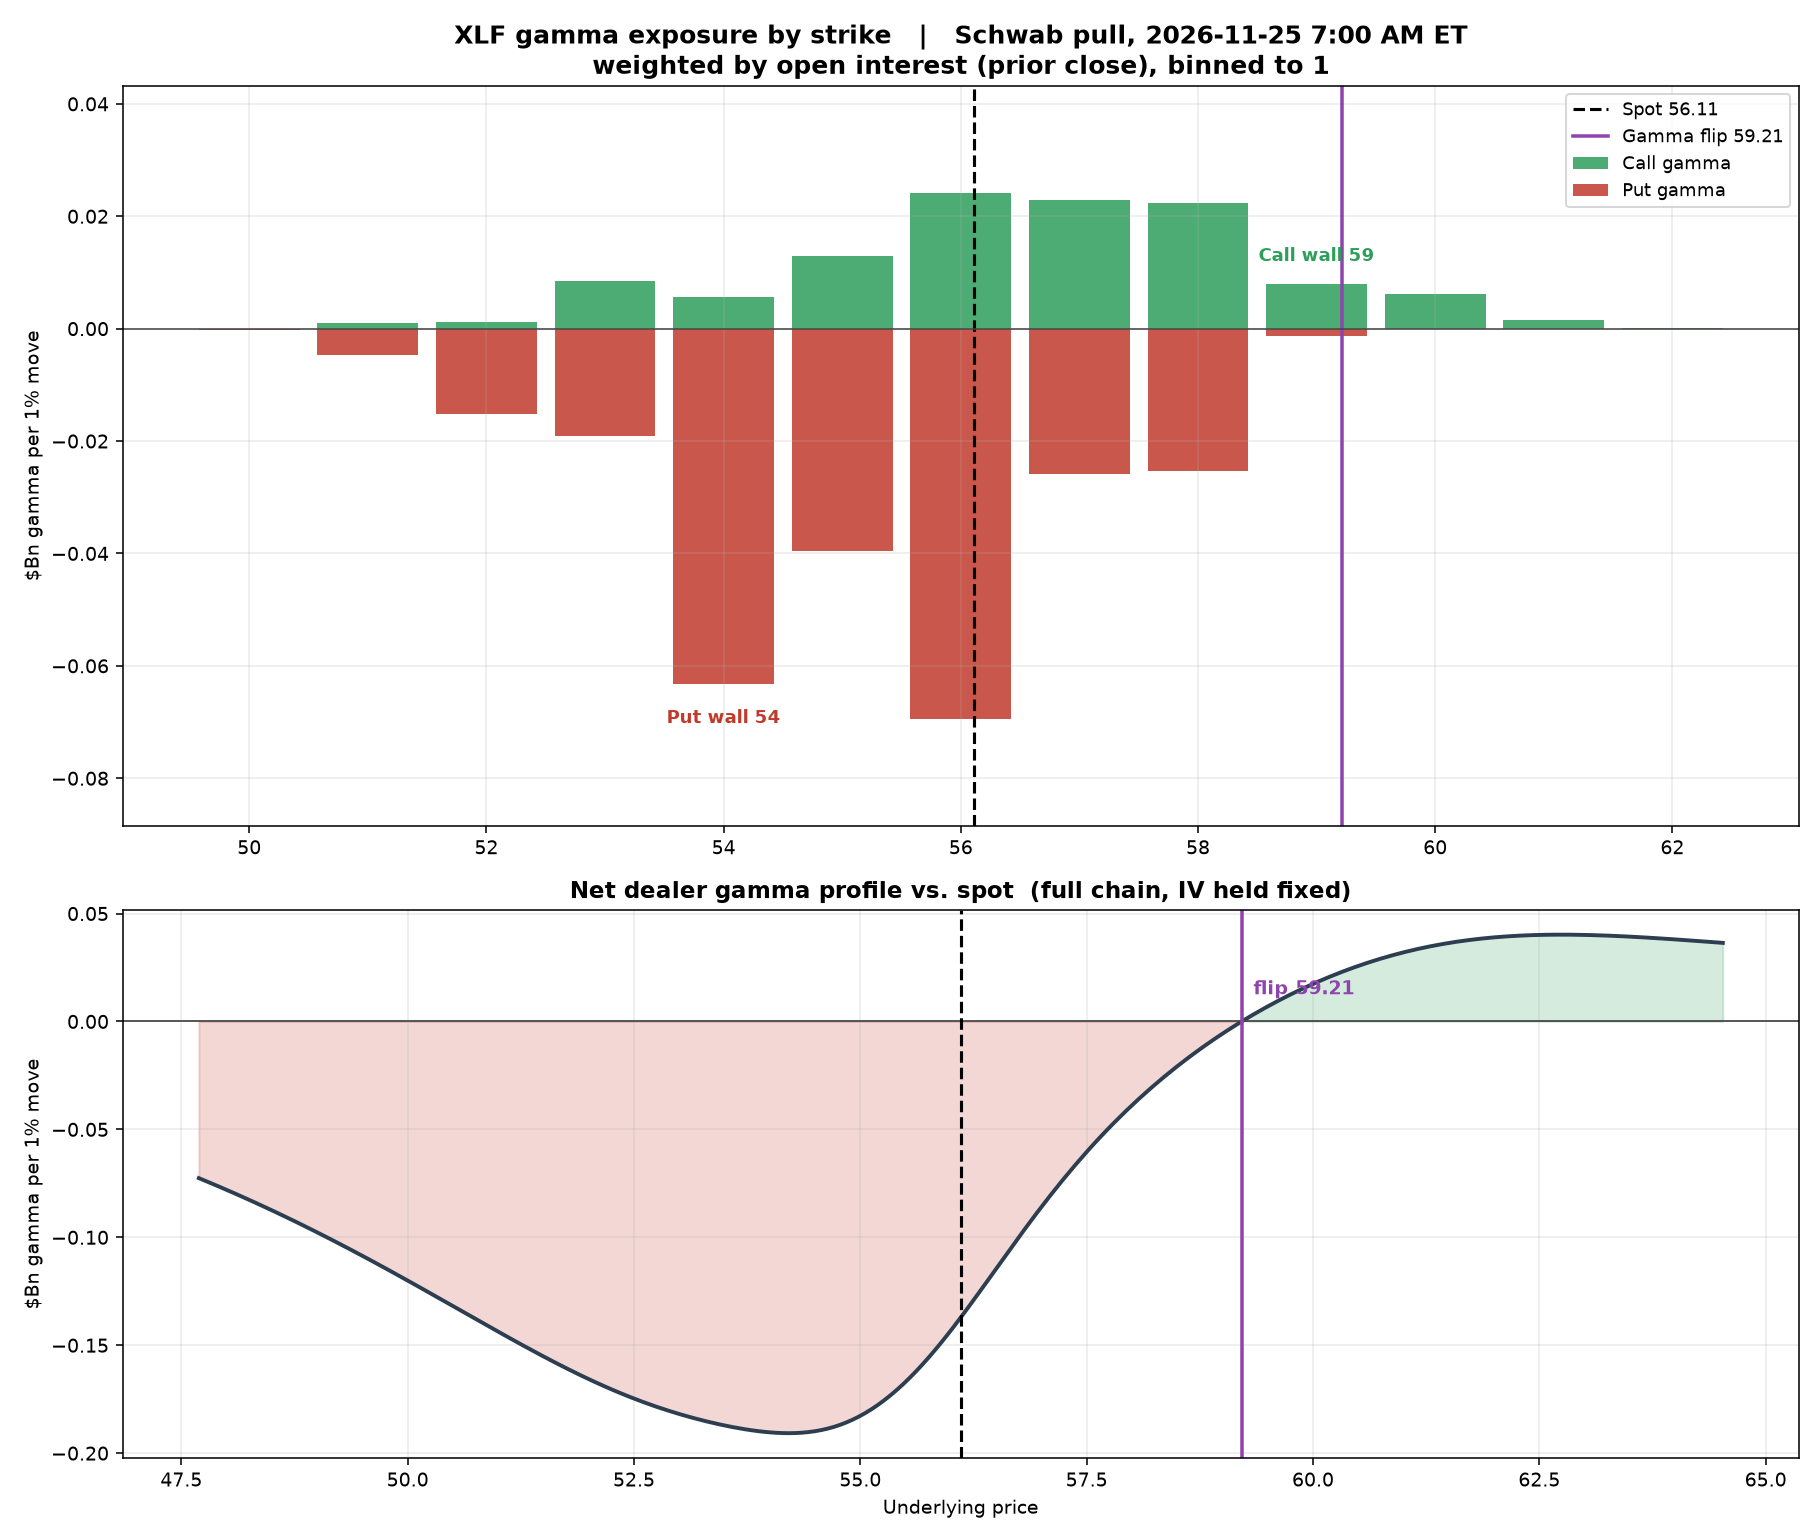 XLF gamma exposure by strike | Schwab pull, 2026-11-25 7:00 AM ET
weighted by open interest (prior close), binned to 1
$Bn gamma per 1% move
0.04
0.02
0.00
−0.02
−0.04
−0.06
−0.08
Spot 56.11
Gamma flip 59.21
Call gamma
Put gamma
Call wall 59
Put wall 54
50 52 54 56 58 60 62
Net dealer gamma profile vs. spot (full chain, IV held fixed)
$Bn gamma per 1% move
0.05
0.00
−0.05
−0.10
−0.15
−0.20
flip 59.21
47.5 50.0 52.5 55.0 57.5 60.0 62.5 65.0
Underlying price